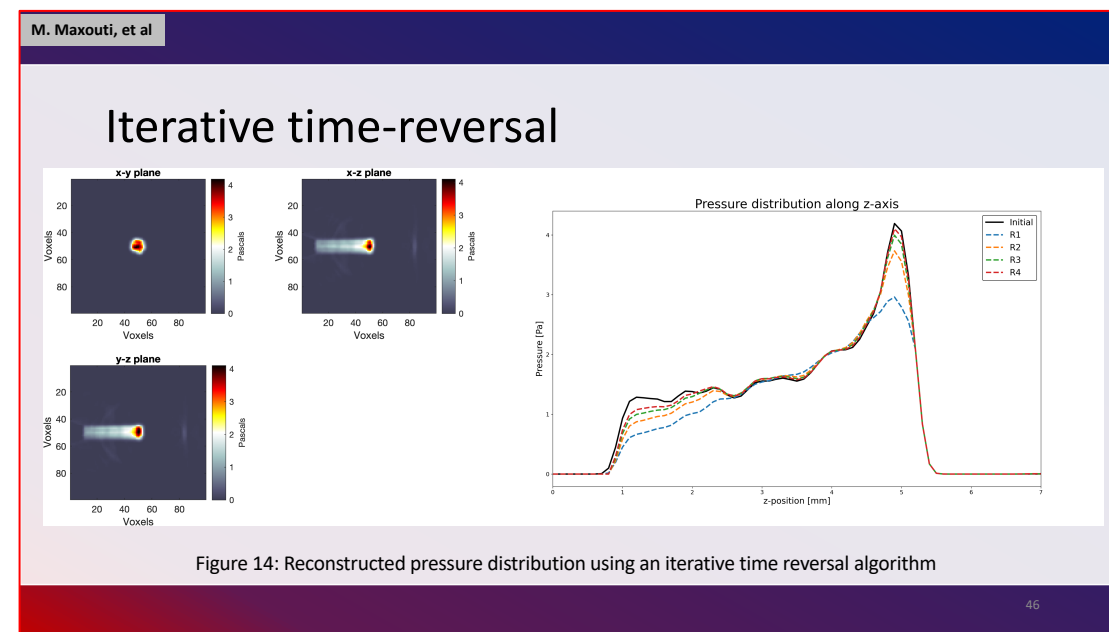 M. Maxouti, et al
Iterative time-reversal
x-y plane
Voxels
20
40
60
80
20 40 60 80
Voxels
4
3
2
1
0
Pascals
x-z plane
Voxels
20
40
60
80
20 40 60 80
Voxels
4
3
2
1
0
Pascals
y-z plane
Voxels
20
40
60
80
20 40 60 80
Voxels
4
3
2
1
0
Pascals
Pressure distribution along z-axis
Pressure [Pa]
4
3
2
1
0
0 1 2 3 4 5 6 7
z-position [mm]
Initial
R1
R2
R3
R4
Figure 14: Reconstructed pressure distribution using an iterative time reversal algorithm
46